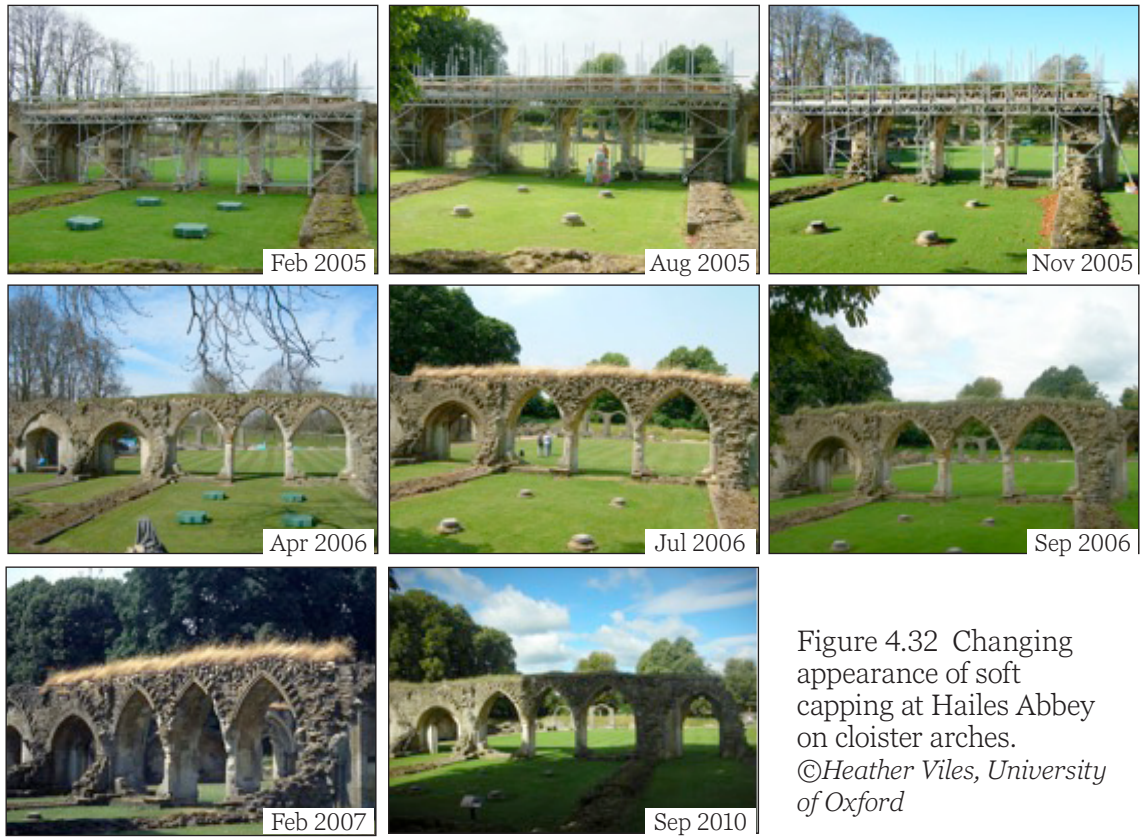 Feb 2005
Aug 2005
Nov 2005
Apr 2006
Jul 2006
Sep 2006
Feb 2007
Sep 2010
Figure 4.32 Changing
appearance of soft
capping at Hailes Abbey
on cloister arches.
©Heather Viles, University
of Oxford